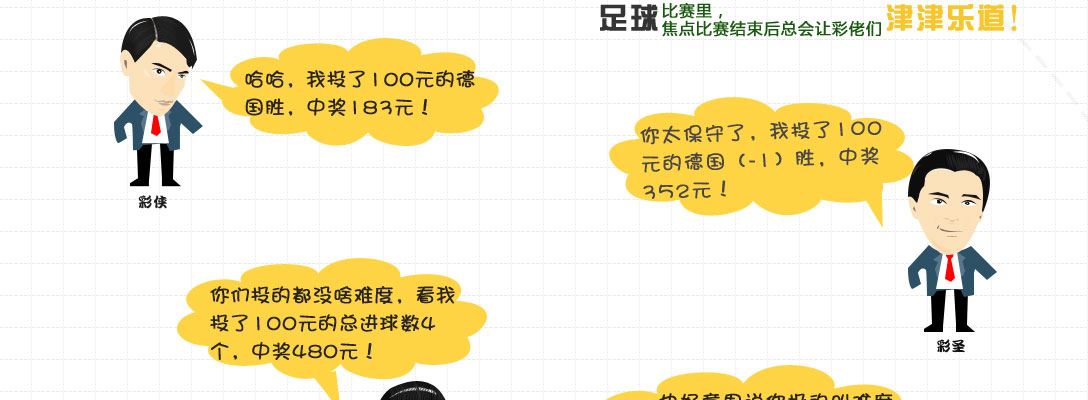 足球比赛里，
焦点比赛结束后总会让彩佬们津津乐道！
哈哈，我投了100元的德
国胜，中奖183元！
彩侠
你太保守了，我投了100
元的德国（-1）胜，中奖
352元！
彩圣
你们投的都没啥难度，看我
投了100元的总进球数4
个，中奖480元！